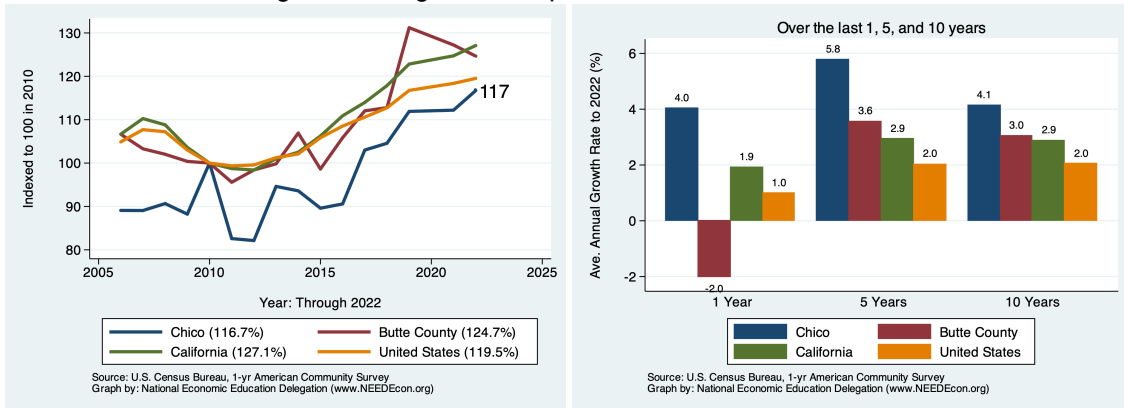 130
120
110
100
90
80
Indexed to 100 in 2010
117
2005
2010
2015
2020
2025
Year: Through 2022
Chico (116.7%)
Butte County (124.7%)
California (127.1%)
United States (119.5%)
Source: U.S. Census Bureau, 1-yr American Community Survey
Graph by: National Economic Education Delegation (www.NEEDEcon.org)
Over the last 1, 5, and 10 years
6
4
2
0
-2
Ave. Annual Growth Rate to 2022 (%)
4.0
-2.0
1.9
1.0
5.8
3.6
2.9
2.0
4.1
3.0
2.9
2.0
1 Year
5 Years
10 Years
Chico
Butte County
California
United States
Source: U.S. Census Bureau, 1-yr American Community Survey
Graph by: National Economic Education Delegation (www.NEEDEcon.org)